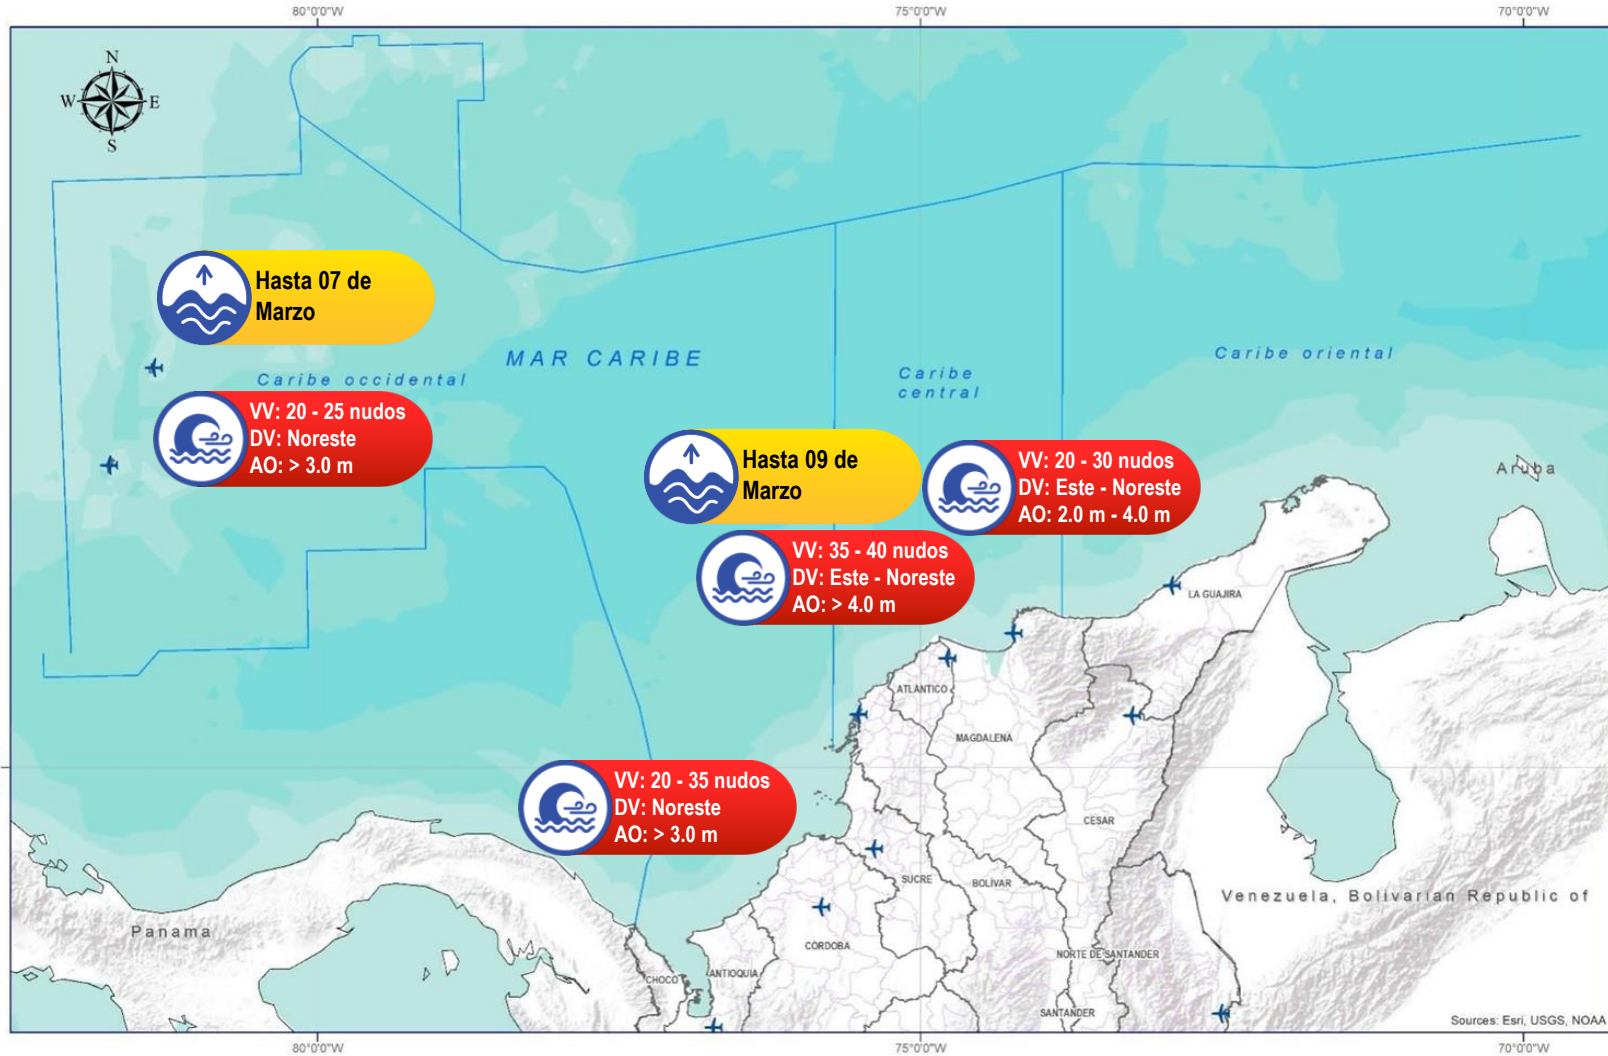 80°0'0"W
75°0'0"W
70°0'0"W
N
W
E
S
Hasta 07 de
Marzo
MAR CARIBE
Caribe occidental
Caribe
central
Caribe oriental
VV: 20 - 25 nudos
DV: Noreste
AO: > 3.0 m
Hasta 09 de
Marzo
VV: 20 - 30 nudos
DV: Este - Noreste
AO: 2.0 m - 4.0 m
Aruba
VV: 35 - 40 nudos
DV: Este - Noreste
AO: > 4.0 m
LA GUAJIRA
ATLANTICO
MAGDALENA
VV: 20 - 35 nudos
DV: Noreste
AO: > 3.0 m
CESAR
SUCRE
BOLÍVAR
Venezuela, Bolivarian Republic of
Panama
CÓRDOBA
NORTE DE SANTANDER
CHOCO
ANTIOQUIA
SANTANDER
Sources: Esri, USGS, NOAA
80°0'0"W
75°0'0"W
70°0'0"W